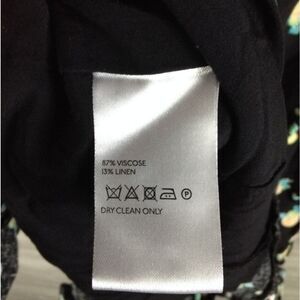 87% VISCOSE
13% LINEN
P
DRY CLEAN ONLY